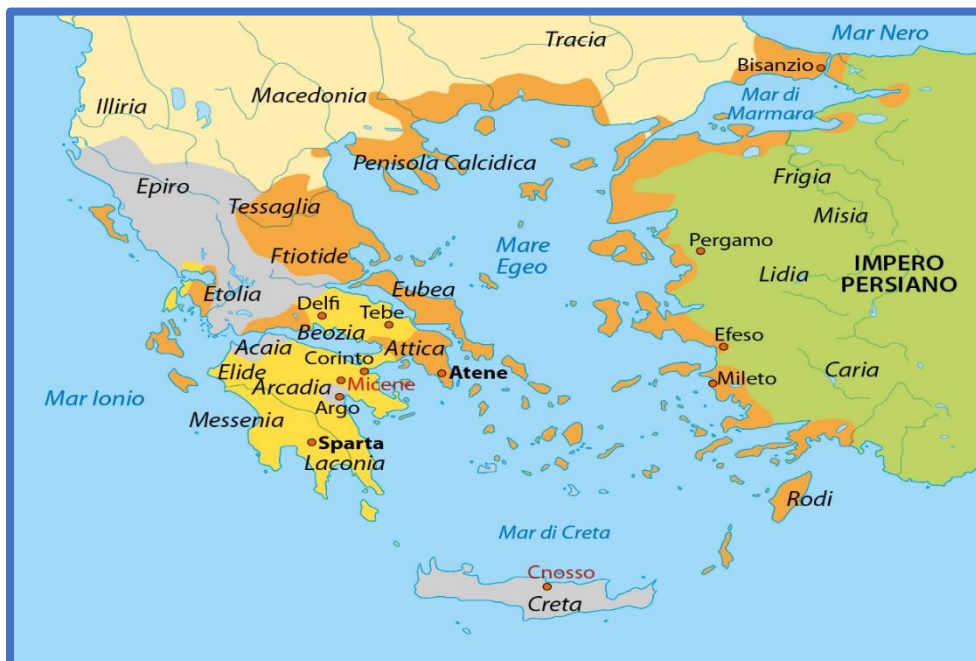 Tracia
Mar Nero
Bisanzio
Mar di
Marmara
Illiria
Macedonia
Penisola Calcidica
Epiro
Tessaglia
Frigia
Misia
Ftiotide
Mare
Egeo
Pergamo
Lidia
IMPERO
PERSIANO
Etolia
Eubea
Delfi
Tebe
Beozia
Acaia
Attica
Efeso
Corinto
Elide
Arcadia
Micene
Atene
Mileto
Caria
Mar Ionio
Messenia
Argo
Sparta
Laconia
Rodi
Mar di Creta
Cnosso
Creta